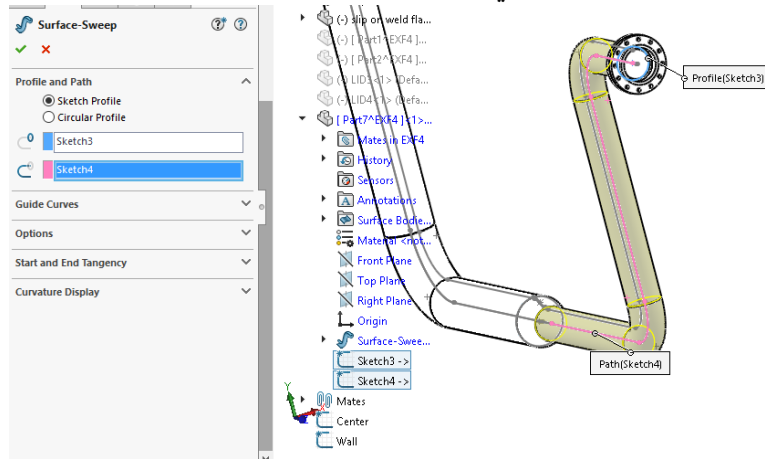 Surface-Sweep
Profile and Path
Sketch Profile
Circular Profile
Sketch3
Sketch4
Guide Curves
Options
Start and End Tangency
Curvature Display
(-) slip on weld fla...
(-) [ Part1^EXF4 ]...
(-) [ Part2^EXF4 ]...
(-) LID3<1> (Defa...
(-) LID4<1> (Defa...
[ Part7^EXF4 ]<1>...
Mates in EXF4
History
Sensors
Annotations
Surface Bodie...
Material <not...
Front Plane
Top Plane
Right Plane
Origin
Surface-Swee...
Sketch3 ->
Sketch4 ->
Mates
Center
Wall
Profile(Sketch3)
Path(Sketch4)
Y